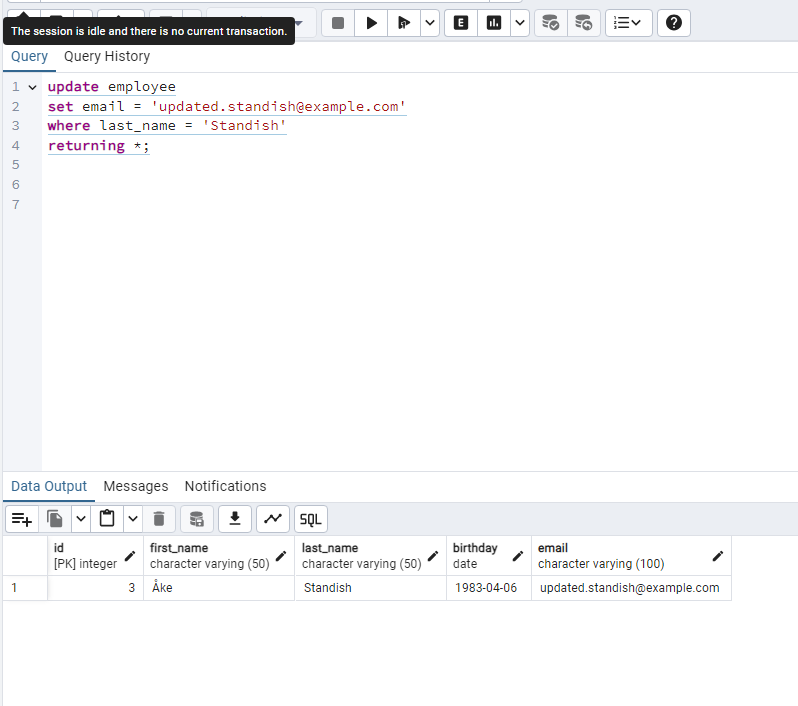 The session is idle and there is no current transaction.
E
Query Query History
1 update employee
2 set email = 'updated.standish@example.com'
3 where last_name = 'Standish'
4 returning *;
5
6
7
Data Output Messages Notifications
SQL
id first_name last_name birthday email
[PK] integer character varying (50) character varying (50) date character varying (100)
1 3 Åke Standish 1983-04-06 updated.standish@example.com